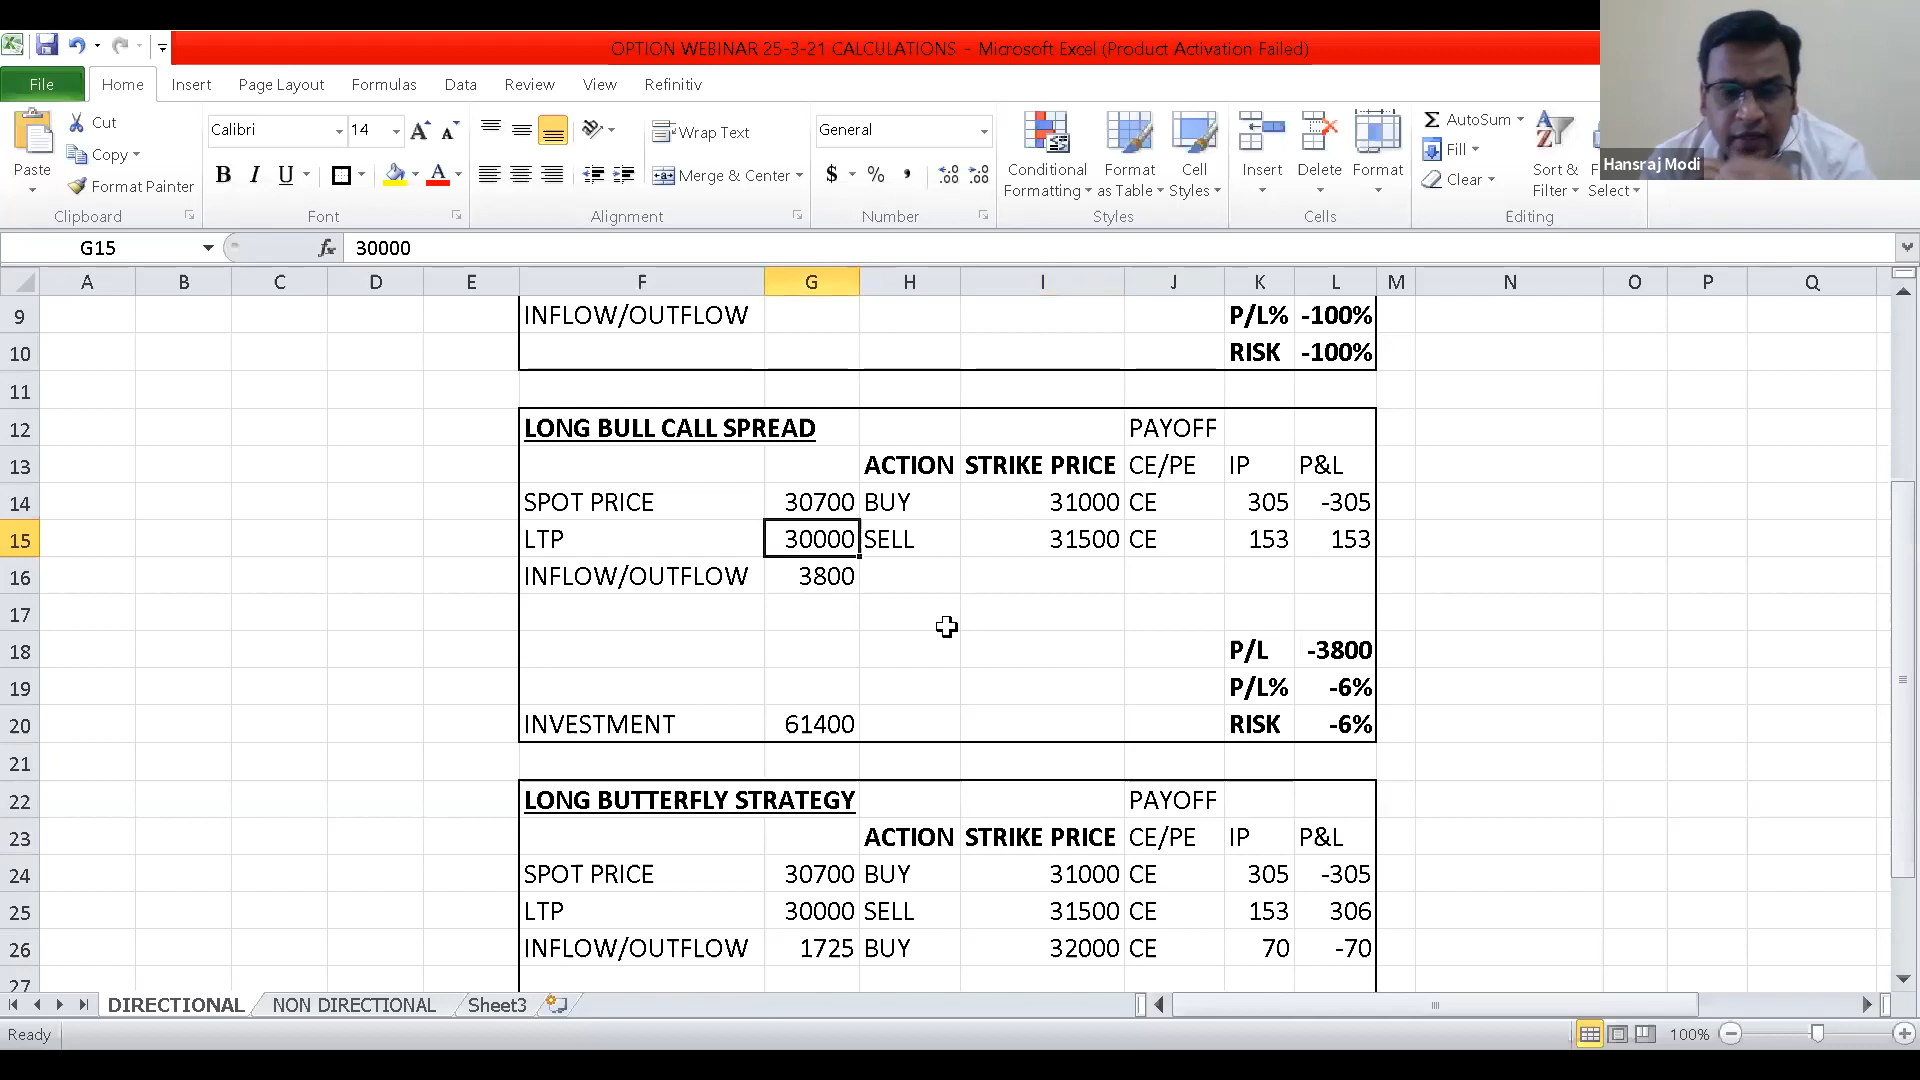 OPTION WEBINAR 25-3-21 CALCULATIONS - Microsoft Excel (Product Activation Failed)
File Home Insert Page Layout Formulas Data Review View Refinitiv
Hansraj Modi
Paste Cut Copy Format Painter Clipboard
Calibri 14 B I U A Font
Wrap Text Merge & Center Alignment
General $ % , Number
Conditional Formatting Format as Table Cell Styles Styles
Insert Delete Format Cells
Σ AutoSum Fill Clear Sort & Filter Select Editing
G15 fx 30000
A B C D E F G H I J K L M N O P Q
9 INFLOW/OUTFLOW P/L% -100%
10 RISK -100%
11
12 LONG BULL CALL SPREAD PAYOFF
13 ACTION STRIKE PRICE CE/PE IP P&L
14 SPOT PRICE 30700 BUY 31000 CE 305 -305
15 LTP 30000 SELL 31500 CE 153 153
16 INFLOW/OUTFLOW 3800
17
18 P/L -3800
19 P/L% -6%
20 INVESTMENT 61400 RISK -6%
21
22 LONG BUTTERFLY STRATEGY PAYOFF
23 ACTION STRIKE PRICE CE/PE IP P&L
24 SPOT PRICE 30700 BUY 31000 CE 305 -305
25 LTP 30000 SELL 31500 CE 153 306
26 INFLOW/OUTFLOW 1725 BUY 32000 CE 70 -70
27
DIRECTIONAL NON DIRECTIONAL Sheet3
Ready 100%